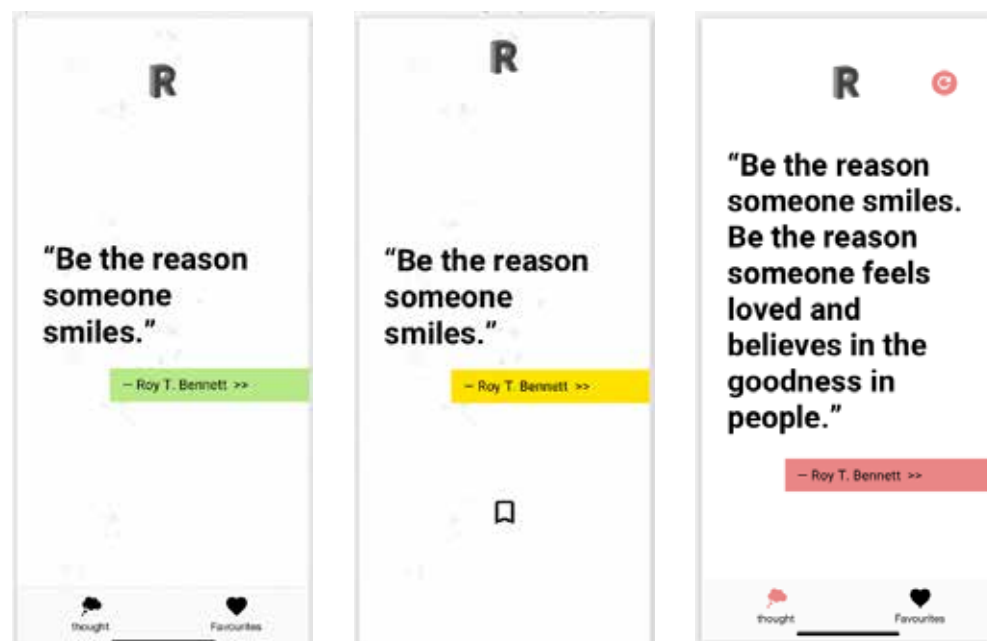 R
“Be the reason
someone
smiles.”
– Roy T. Bennett >>
thought
Favourites
R
“Be the reason
someone
smiles.”
– Roy T. Bennett >>
R
“Be the reason
someone smiles.
Be the reason
someone feels
loved and
believes in the
goodness in
people.”
– Roy T. Bennett >>
thought
Favourites